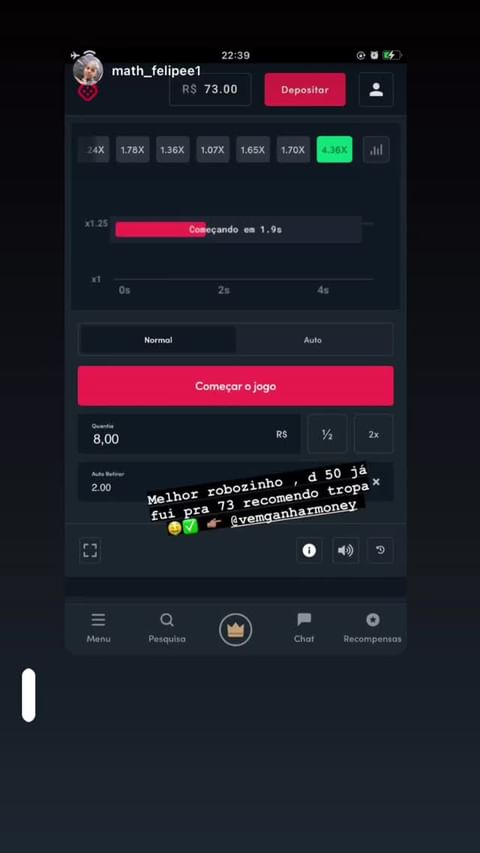 22:39
math_felipee1
R$ 73.00
Depositar
.24X 1.78X 1.36X 1.07X 1.65X 1.70X 4.36X
x1.25
Começando em 1.9s
x1
0s 2s 4s
Normal Auto
Começar o jogo
Quantia
8,00 R$ ½ 2x
Auto Retirar
2.00
Melhor robozinho , d 50 já
fui pra 73 recomendo tropa
@vemganharmoney
Menu Pesquisa Chat Recompensas